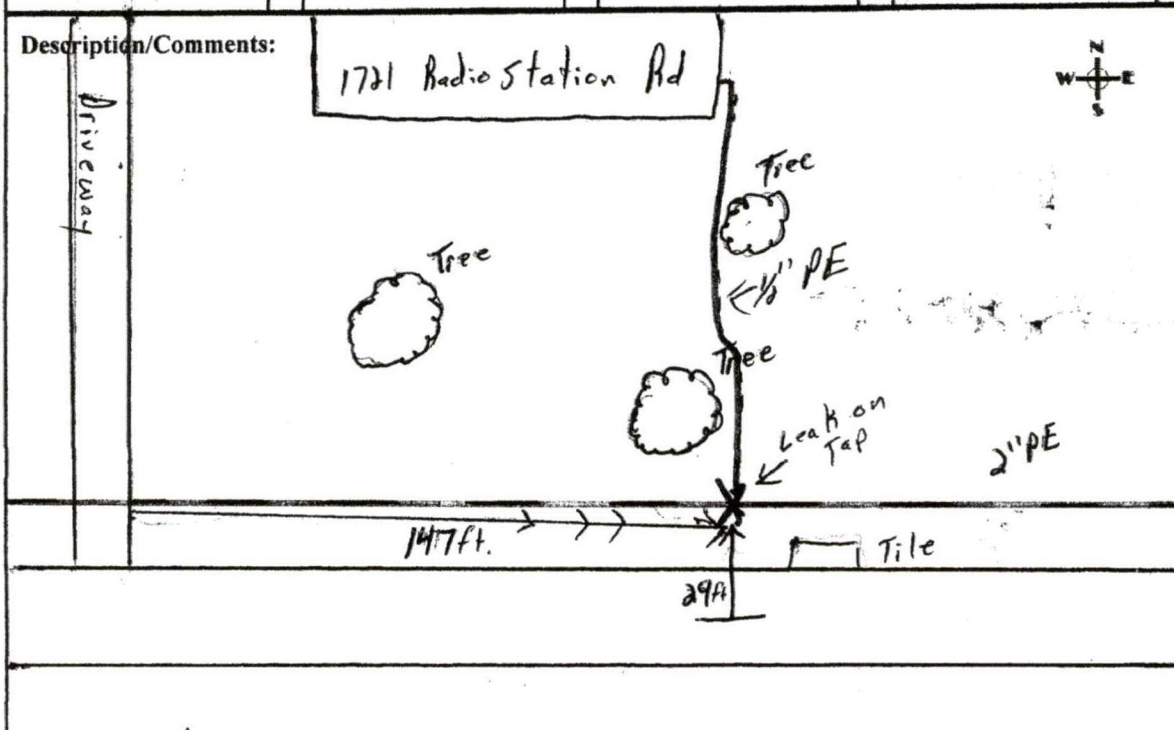 Description/Comments:
1721 Radio Station Rd
N
W E
S
Driveway
Tree
Tree
½" PE
Tree
Leak on
Tap
2" PE
147ft.
Tile
29ft